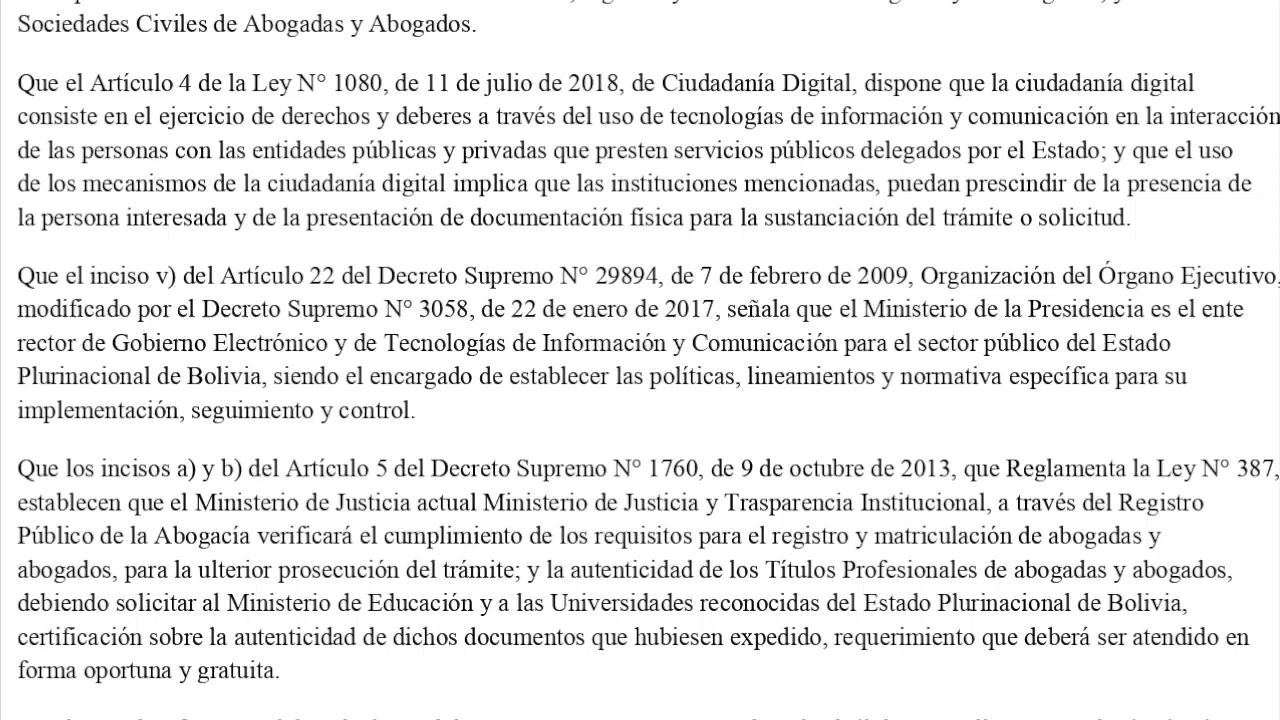 Sociedades Civiles de Abogadas y Abogados.
Que el Artículo 4 de la Ley N° 1080, de 11 de julio de 2018, de Ciudadanía Digital, dispone que la ciudadanía digital
consiste en el ejercicio de derechos y deberes a través del uso de tecnologías de información y comunicación en la interacción
de las personas con las entidades públicas y privadas que presten servicios públicos delegados por el Estado; y que el uso
de los mecanismos de la ciudadanía digital implica que las instituciones mencionadas, puedan prescindir de la presencia de
la persona interesada y de la presentación de documentación física para la sustanciación del trámite o solicitud.
Que el inciso v) del Artículo 22 del Decreto Supremo N° 29894, de 7 de febrero de 2009, Organización del Órgano Ejecutivo,
modificado por el Decreto Supremo N° 3058, de 22 de enero de 2017, señala que el Ministerio de la Presidencia es el ente
rector de Gobierno Electrónico y de Tecnologías de Información y Comunicación para el sector público del Estado
Plurinacional de Bolivia, siendo el encargado de establecer las políticas, lineamientos y normativa específica para su
implementación, seguimiento y control.
Que los incisos a) y b) del Artículo 5 del Decreto Supremo N° 1760, de 9 de octubre de 2013, que Reglamenta la Ley N° 387,
establecen que el Ministerio de Justicia actual Ministerio de Justicia y Trasparencia Institucional, a través del Registro
Público de la Abogacía verificará el cumplimiento de los requisitos para el registro y matriculación de abogadas y
abogados, para la ulterior prosecución del trámite; y la autenticidad de los Títulos Profesionales de abogadas y abogados,
debiendo solicitar al Ministerio de Educación y a las Universidades reconocidas del Estado Plurinacional de Bolivia,
certificación sobre la autenticidad de dichos documentos que hubiesen expedido, requerimiento que deberá ser atendido en
forma oportuna y gratuita.